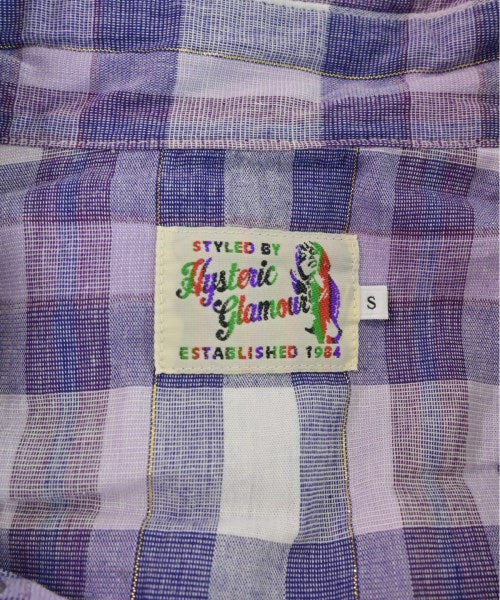 STYLED BY
Hysteric
Glamour
ESTABLISHED 1984
S